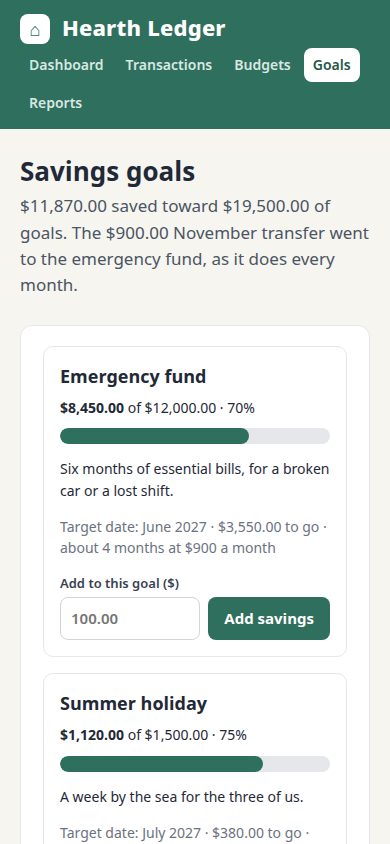 Hearth Ledger
Dashboard Transactions Budgets Goals
Reports
Savings goals
$11,870.00 saved toward $19,500.00 of
goals. The $900.00 November transfer went
to the emergency fund, as it does every
month.
Emergency fund
$8,450.00 of $12,000.00 · 70%
Six months of essential bills, for a broken
car or a lost shift.
Target date: June 2027 · $3,550.00 to go ·
about 4 months at $900 a month
Add to this goal ($)
100.00 Add savings
Summer holiday
$1,120.00 of $1,500.00 · 75%
A week by the sea for the three of us.
Target date: July 2027 · $380.00 to go ·